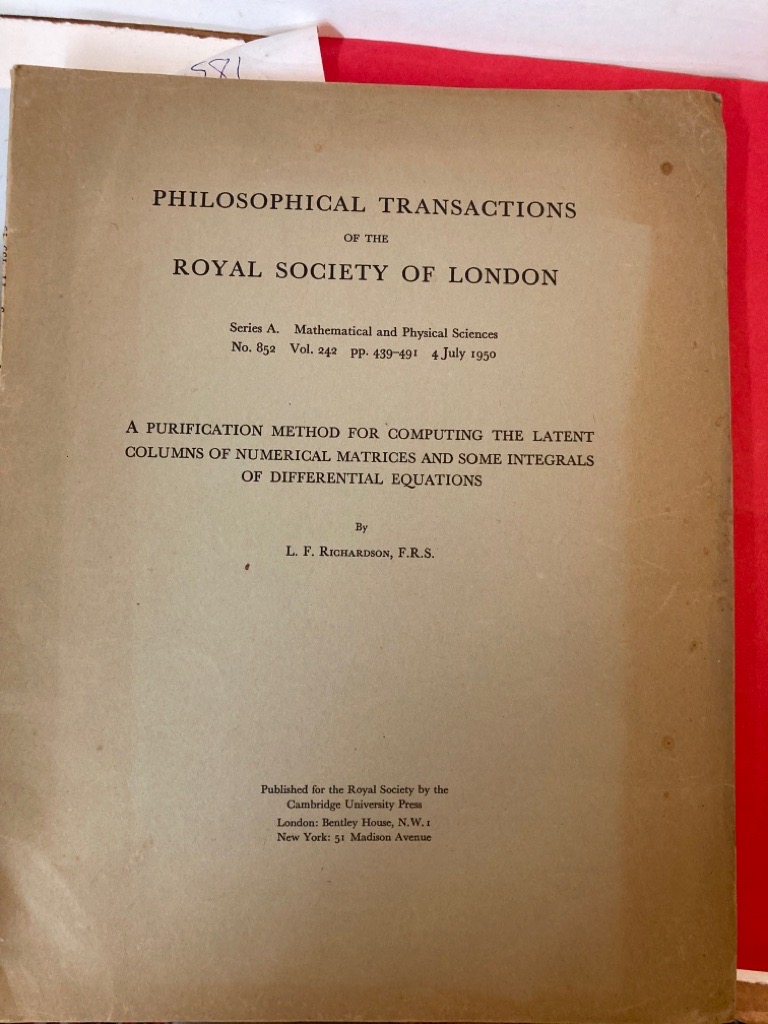 581
PHILOSOPHICAL TRANSACTIONS
OF THE
ROYAL SOCIETY OF LONDON
Series A. Mathematical and Physical Sciences
No. 852 Vol. 242 pp. 439–491 4 July 1950
A PURIFICATION METHOD FOR COMPUTING THE LATENT
COLUMNS OF NUMERICAL MATRICES AND SOME INTEGRALS
OF DIFFERENTIAL EQUATIONS
By
L. F. RICHARDSON, F.R.S.
Published for the Royal Society by the
Cambridge University Press
London: Bentley House, N.W. 1
New York: 51 Madison Avenue